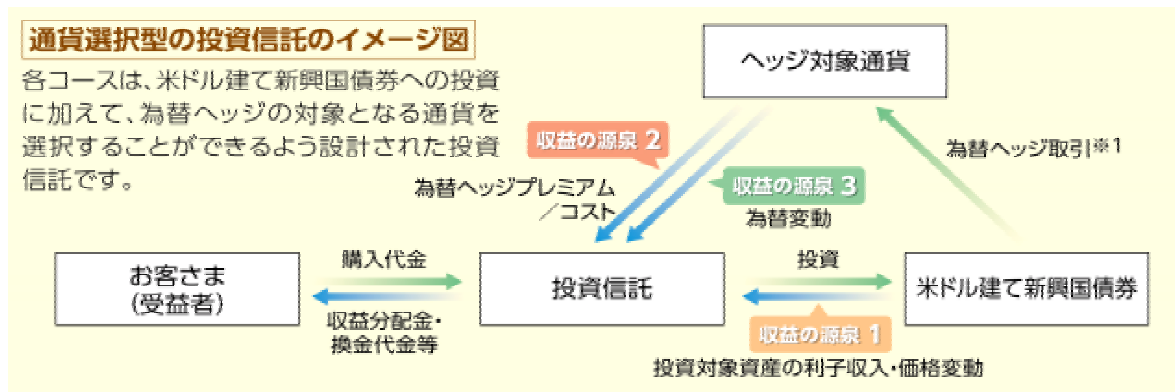 通貨選択型の投資信託のイメージ図
各コースは、米ドル建て新興国債券への投資
に加えて、為替ヘッジの対象となる通貨を
選択することができるよう設計された投資
信託です。
ヘッジ対象通貨
収益の源泉 2
為替ヘッジプレミアム
／コスト
収益の源泉 3
為替変動
為替ヘッジ取引※1
お客さま
(受益者)
購入代金
収益分配金・
換金代金等
投資信託
投資
収益の源泉 1
投資対象資産の利子収入・価格変動
米ドル建て新興国債券